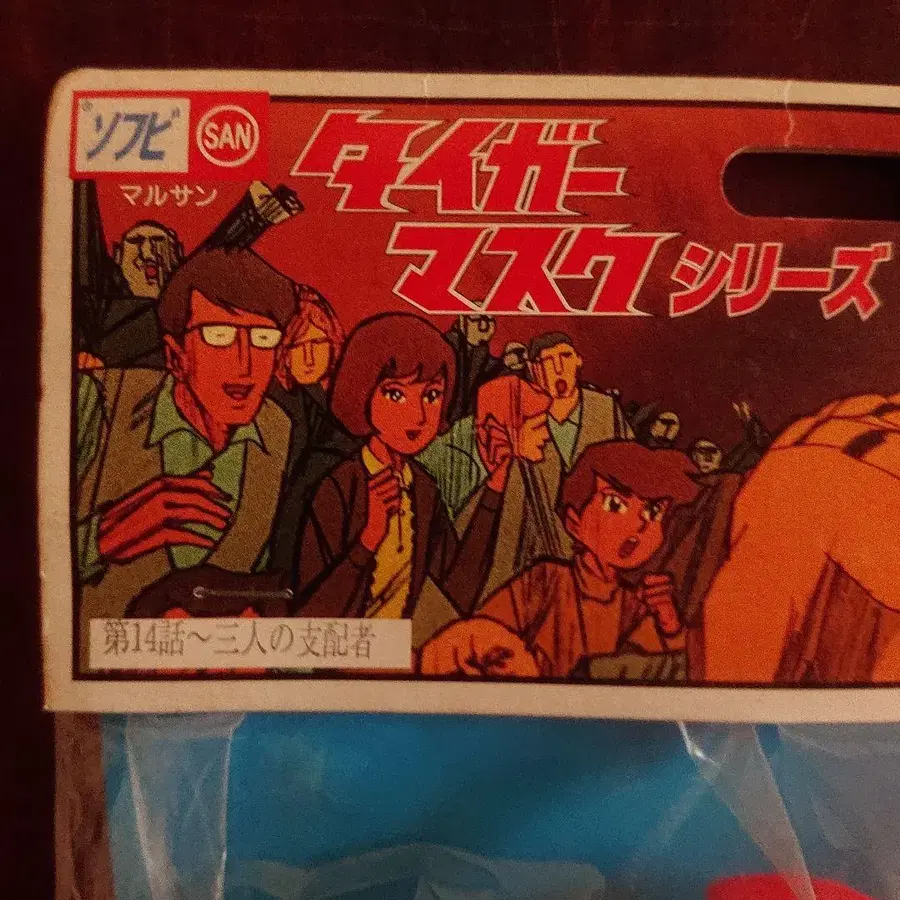 ®ソフビ SAN
マルサン
タイガー
マスク シリーズ
第14話〜三人の支配者